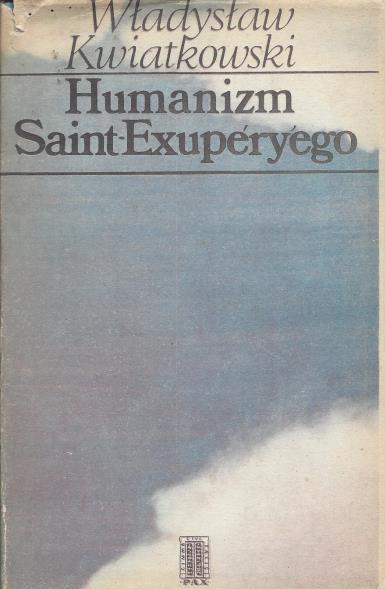 Władysław
Kwiatkowski
Humanizm
Saint-Exupéry'ego
PAX